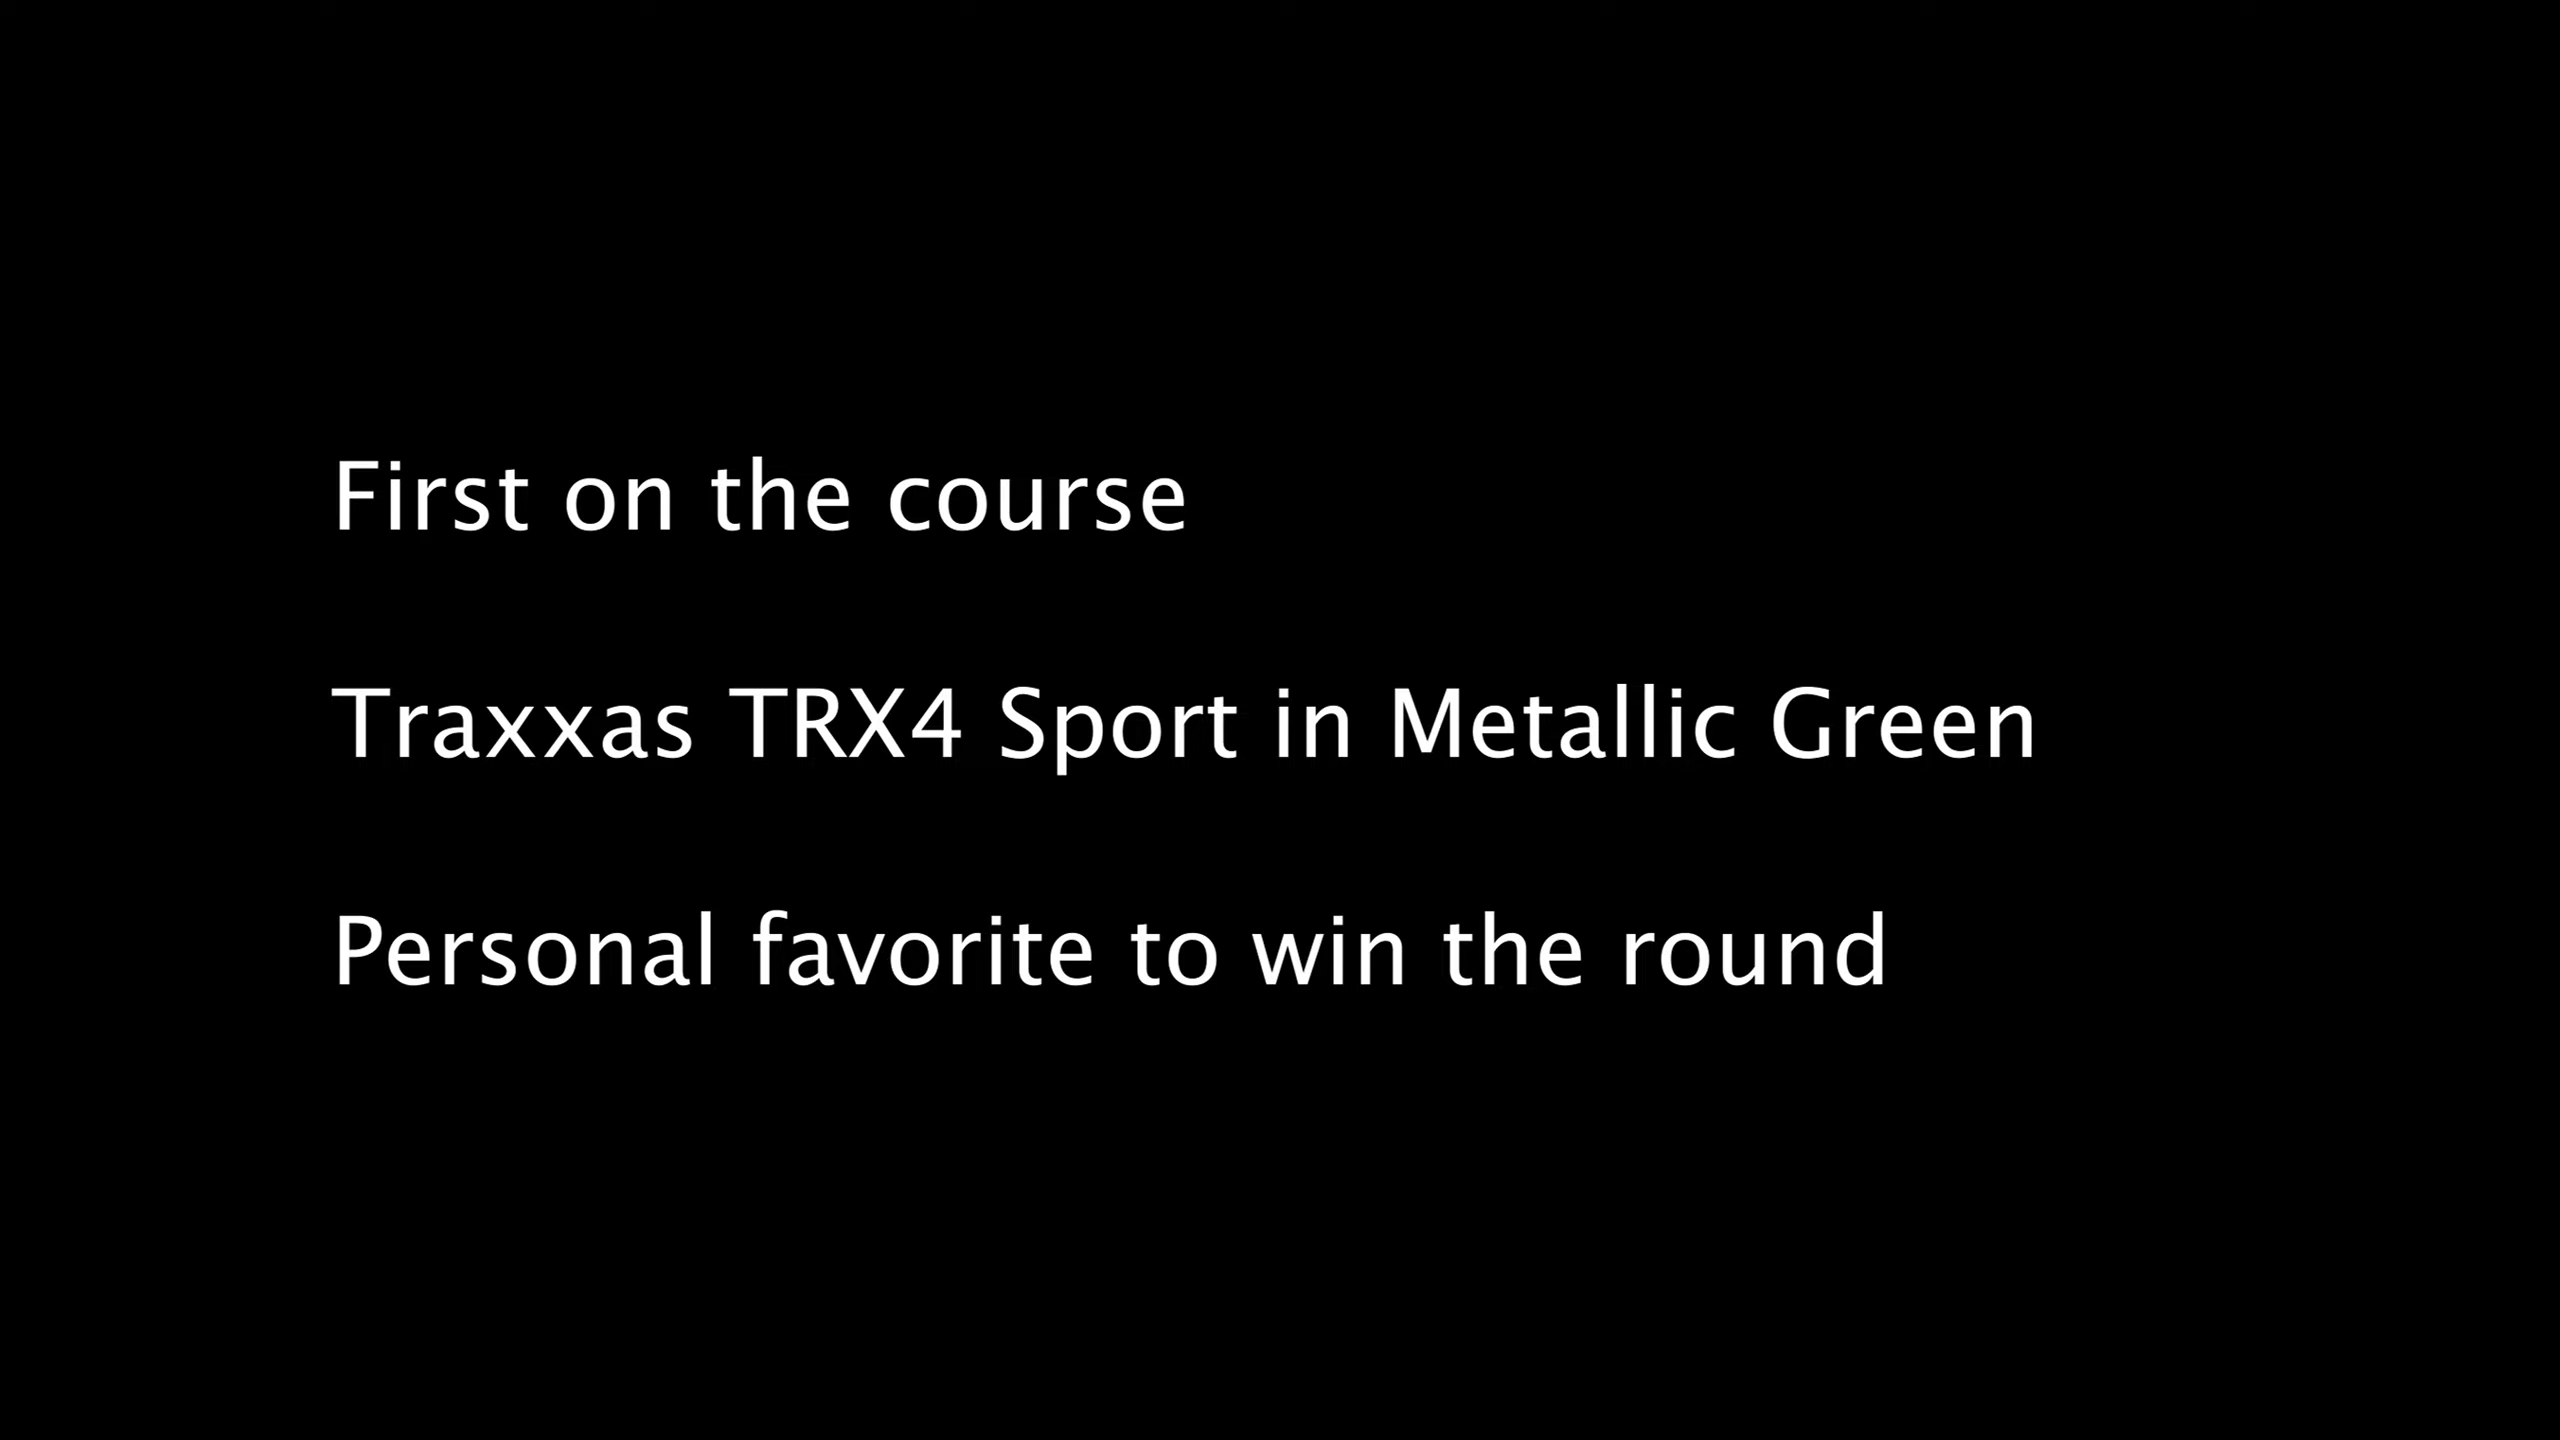 First on the course
Traxxas TRX4 Sport in Metallic Green
Personal favorite to win the round